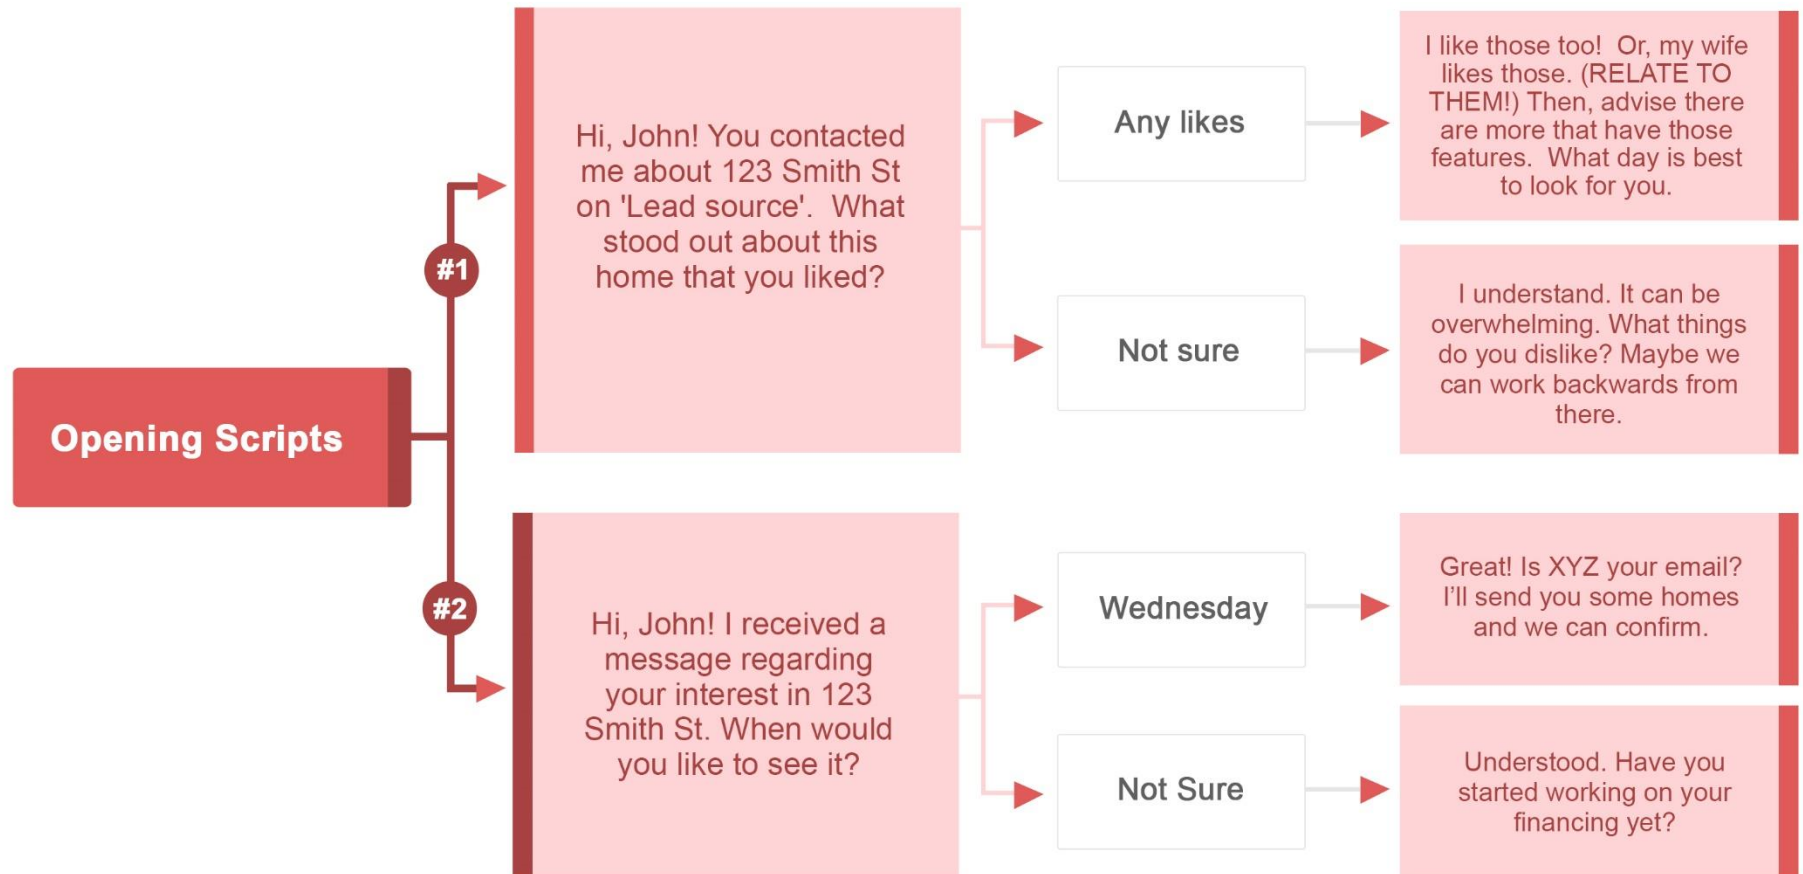 Opening Scripts
#1
Hi, John! You contacted
me about 123 Smith St
on 'Lead source'.  What
stood out about this
home that you liked?
Any likes
I like those too!  Or, my wife
likes those. (RELATE TO
THEM!) Then, advise there
are more that have those
features.  What day is best
to look for you.
Not sure
I understand. It can be
overwhelming. What things
do you dislike? Maybe we
can work backwards from
there.
#2
Hi, John! I received a
message regarding
your interest in 123
Smith St. When would
you like to see it?
Wednesday
Great! Is XYZ your email?
I’ll send you some homes
and we can confirm.
Not Sure
Understood. Have you
started working on your
financing yet?